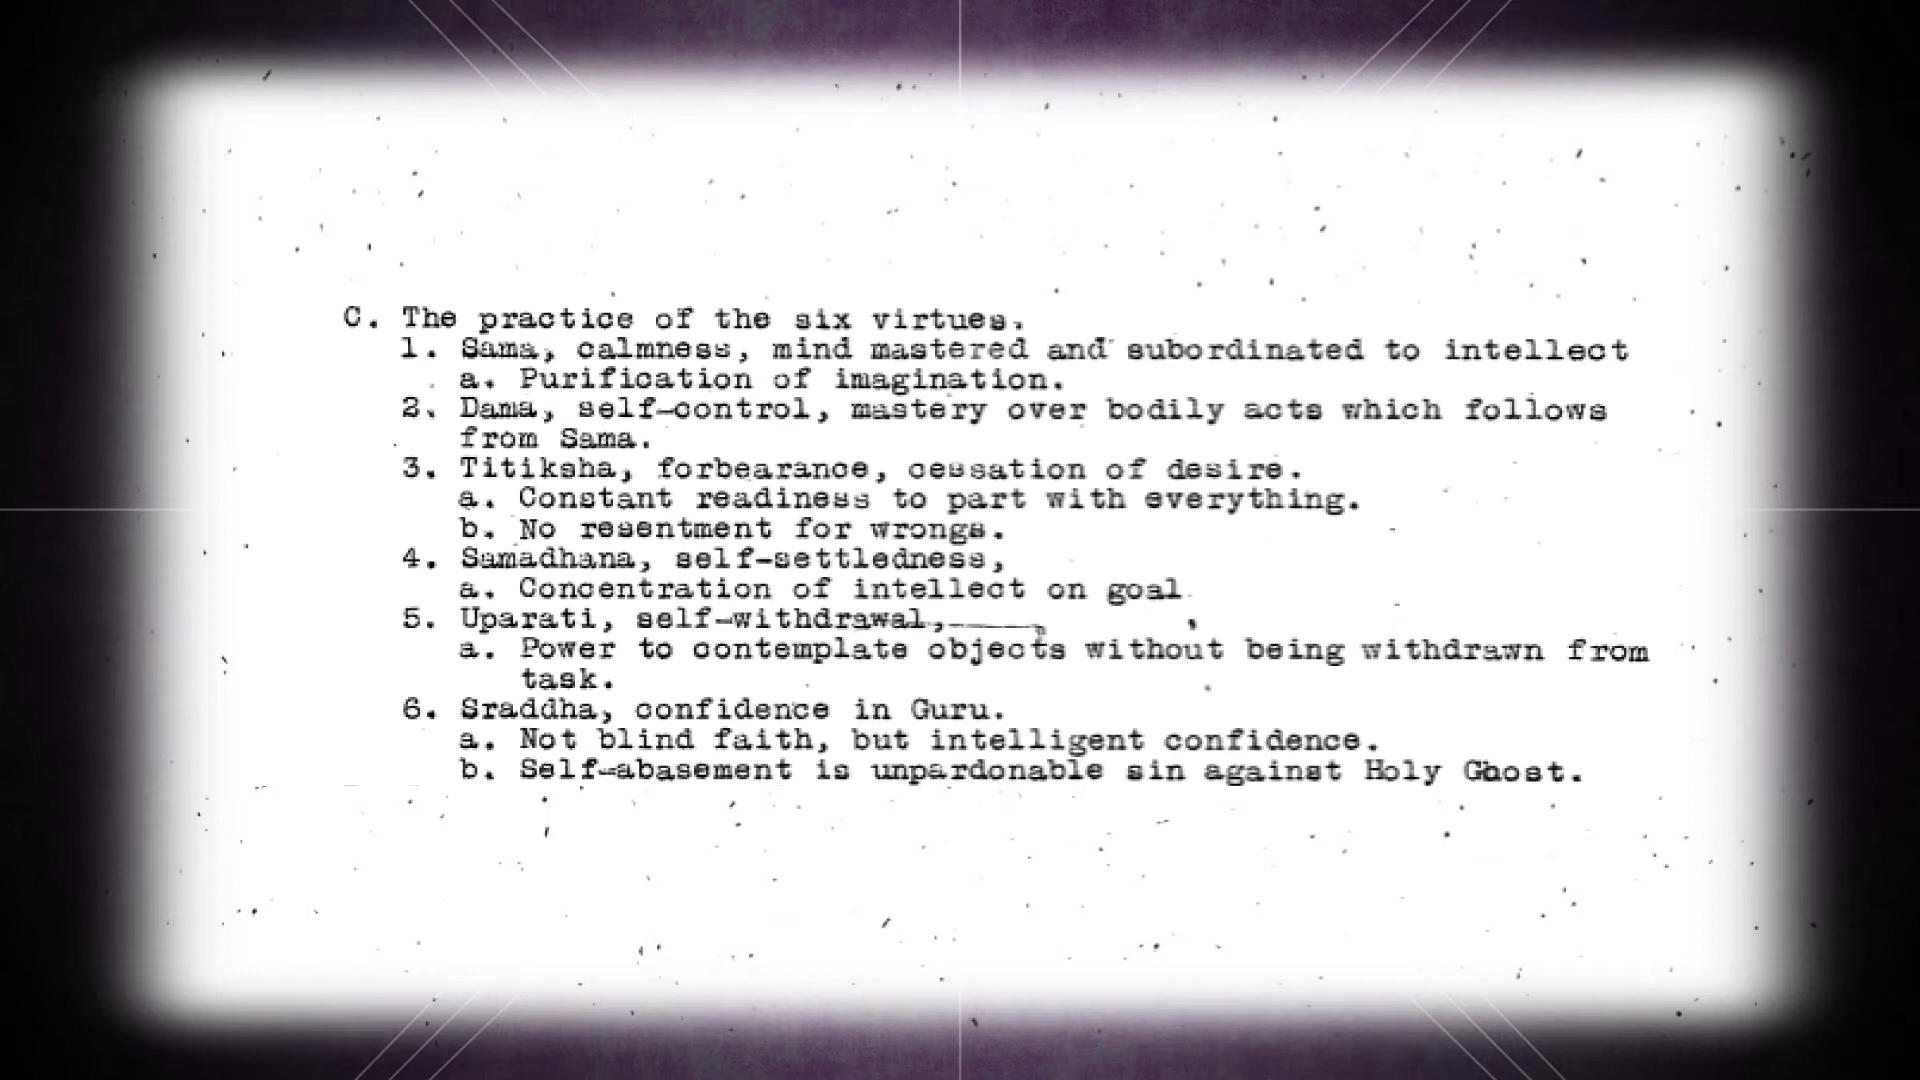 C. The practice of the six virtues.
1. Sama, calmness, mind mastered and subordinated to intellect
a. Purification of imagination.
2. Dama, self-control, mastery over bodily acts which follows
from Sama.
3. Titiksha, forbearance, cessation of desire.
a. Constant readiness to part with everything.
b. No resentment for wrongs.
4. Samadhana, self-settledness,
a. Concentration of intellect on goal
5. Uparati, self-withdrawal,
a. Power to contemplate objects without being withdrawn from
task.
6. Sraddha, confidence in Guru.
a. Not blind faith, but intelligent confidence.
b. Self-abasement is unpardonable sin against Holy Ghost.